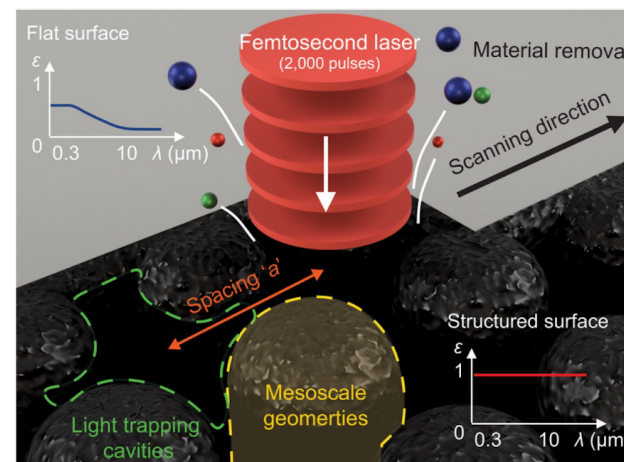 Flat surface
ε
1
0
0.3 10 λ (μm)
Femtosecond laser
(2,000 pulses)
Material remova
Scanning direction
Spacing ‘a’
Light trapping
cavities
Mesoscale
geomerties
Structured surface
ε
1
0
0.3 10 λ (μm